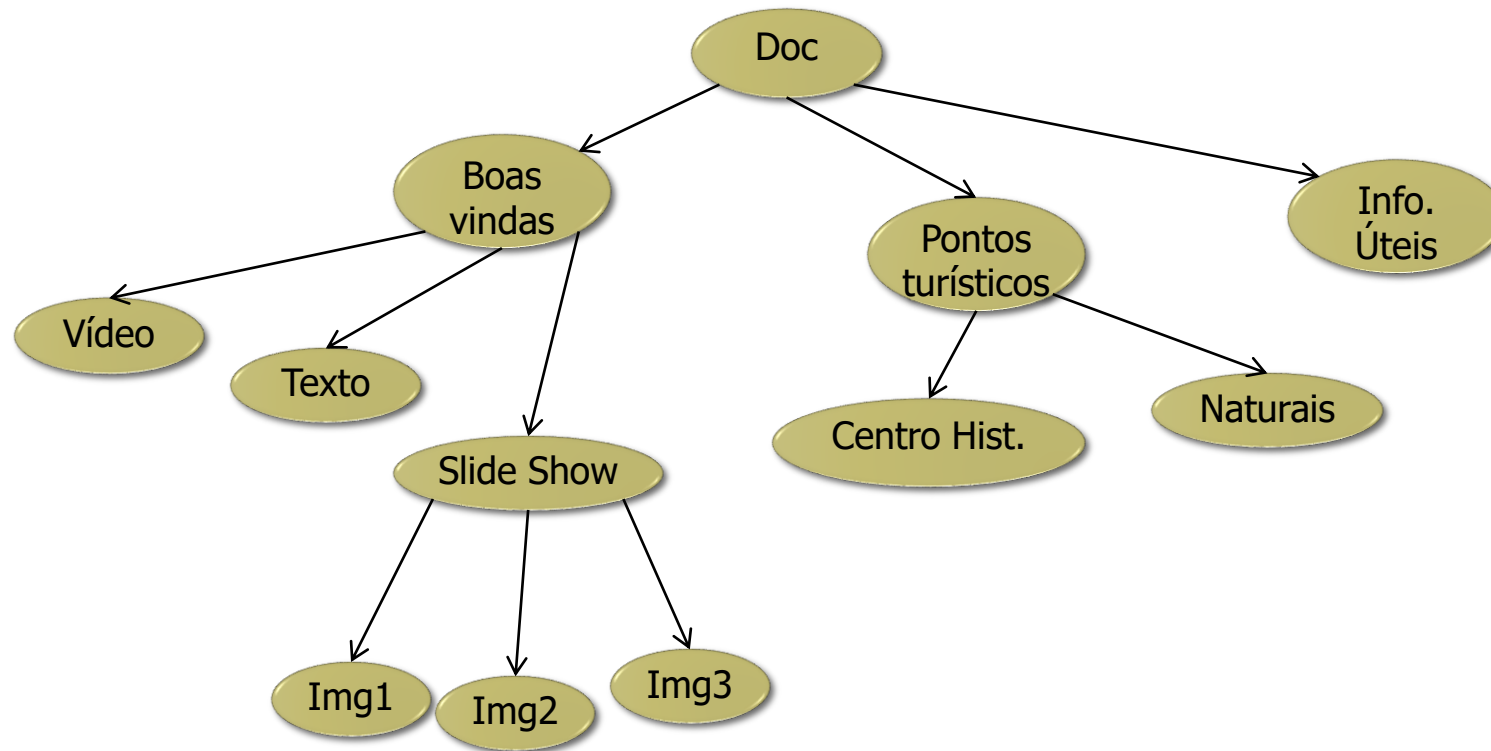 Doc
Boas
vindas
Pontos
turísticos
Info.
Úteis
Vídeo
Texto
Slide Show
Centro Hist.
Naturais
Img1
Img2
Img3